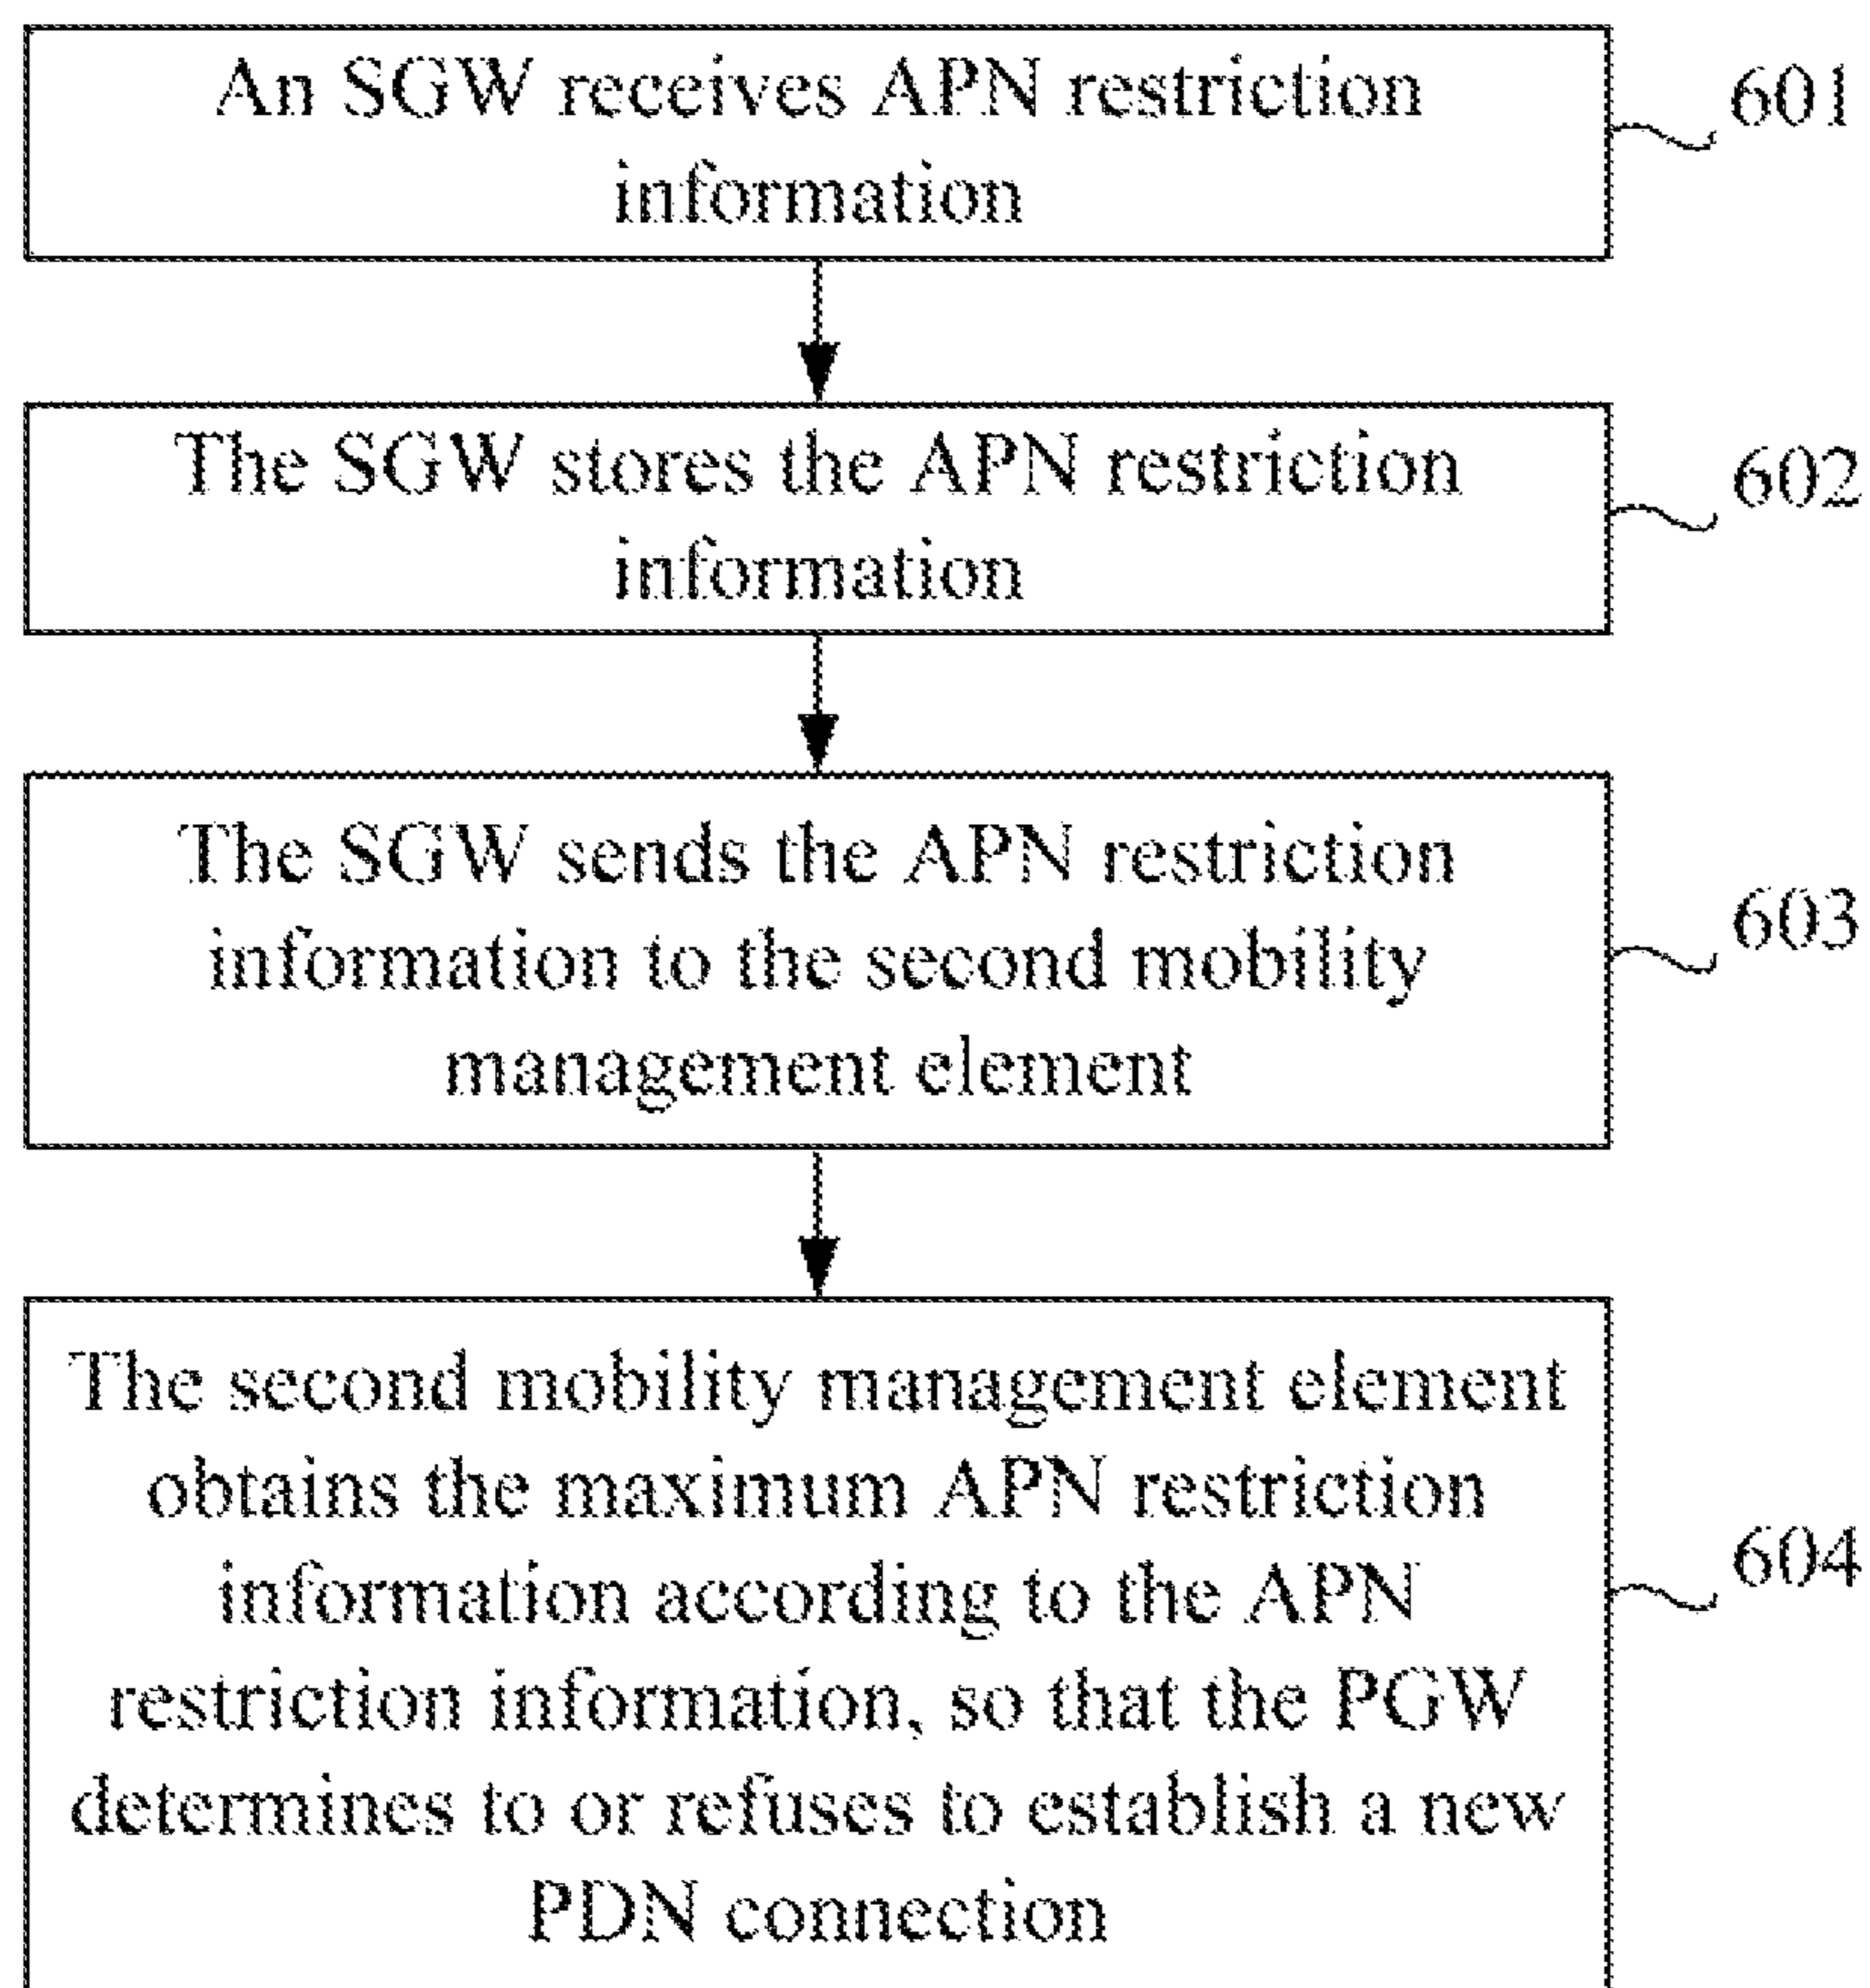 An SGW receives APN restriction
information
601
The SGW stores the APN restriction
information
602
The SGW sends the APN restriction
information to the second mobility
management element
603
The second mobility management element
obtains the maximum APN restriction
information according to the APN
restriction information, so that the PGW
determines to or refuses to establish a new
PDN connection
604